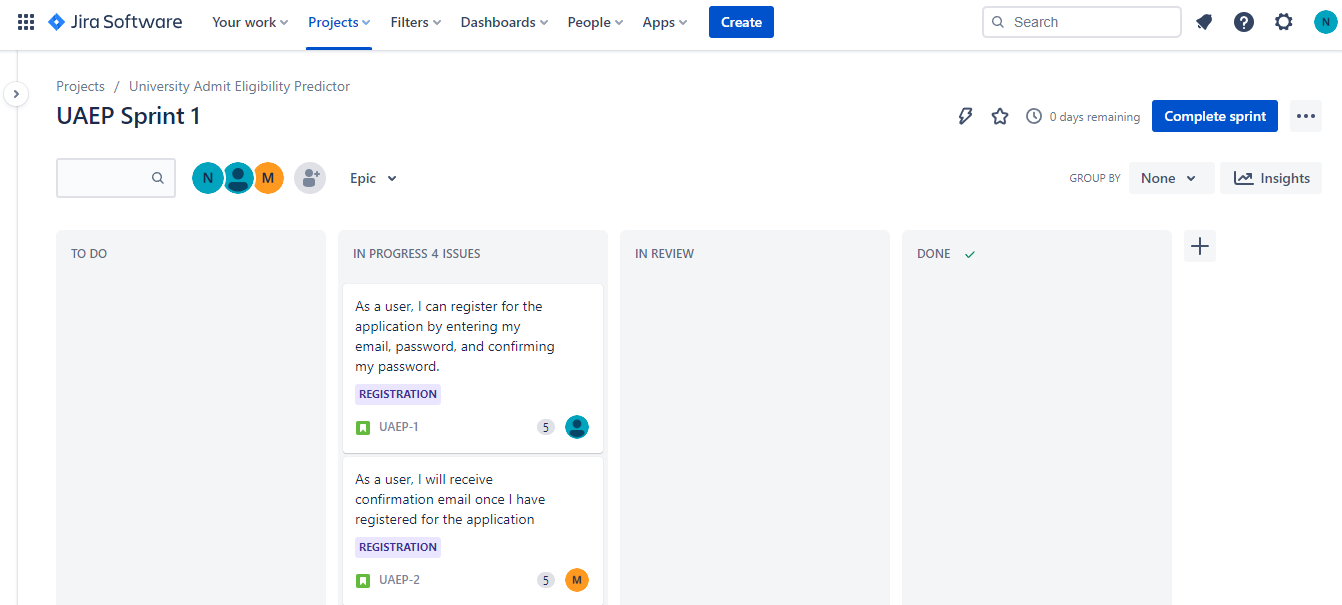 Jira Software Your work Projects Filters Dashboards People Apps Create Search N
Projects / University Admit Eligibility Predictor
UAEP Sprint 1
0 days remaining Complete sprint
N M Epic GROUP BY None Insights
TO DO
IN PROGRESS 4 ISSUES
As a user, I can register for the
application by entering my
email, password, and confirming
my password.
REGISTRATION
UAEP-1 5
As a user, I will receive
confirmation email once I have
registered for the application
REGISTRATION
UAEP-2 5 M
IN REVIEW
DONE